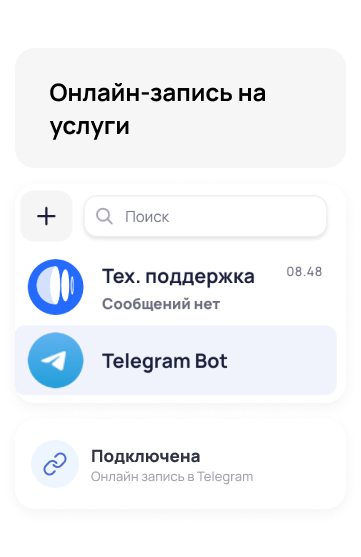 Онлайн-запись на
услуги
Поиск
Тех. поддержка
08.48
Сообщений нет
Telegram Bot
Подключена
Онлайн запись в Telegram